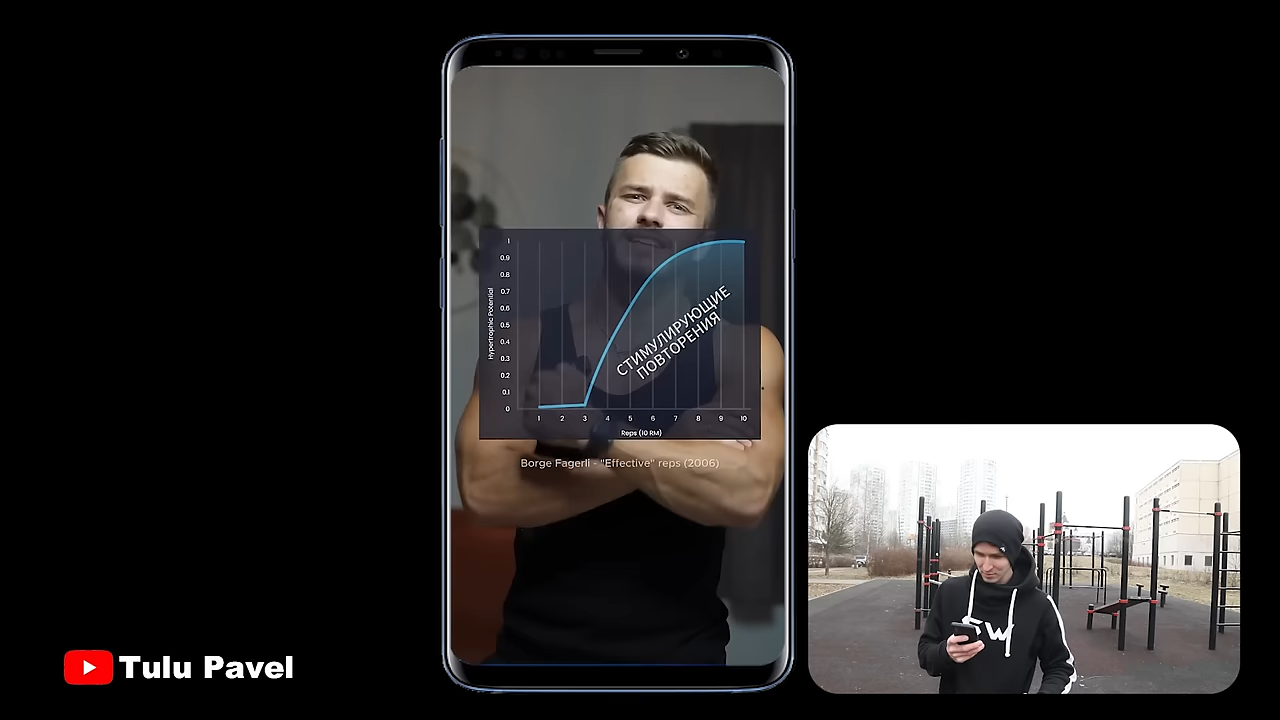 1
0.9
0.8
0.7
0.6
0.5
0.4
0.3
0.2
0.1
0
Hypertrophic Potential
СТИМУЛИРУЮЩИЕ
ПОВТОРЕНИЯ
1 2 3 4 5 6 7 8 9 10
Reps (10 RM)
Borge Fagerli - "Effective" reps (2006)
Tulu Pavel